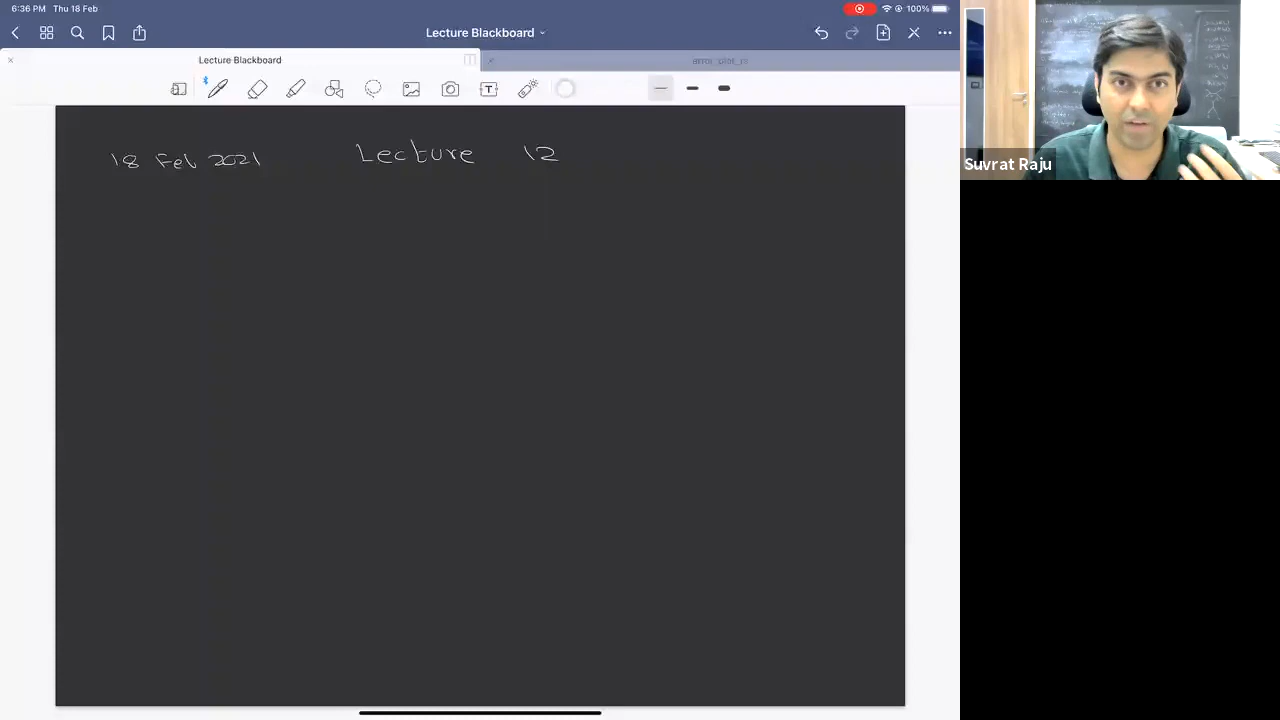 6:36 PM Thu 18 Feb
100%
Lecture Blackboard
Lecture Blackboard
T
18 Feb 2021 Lecture 12
Suvrat Raju